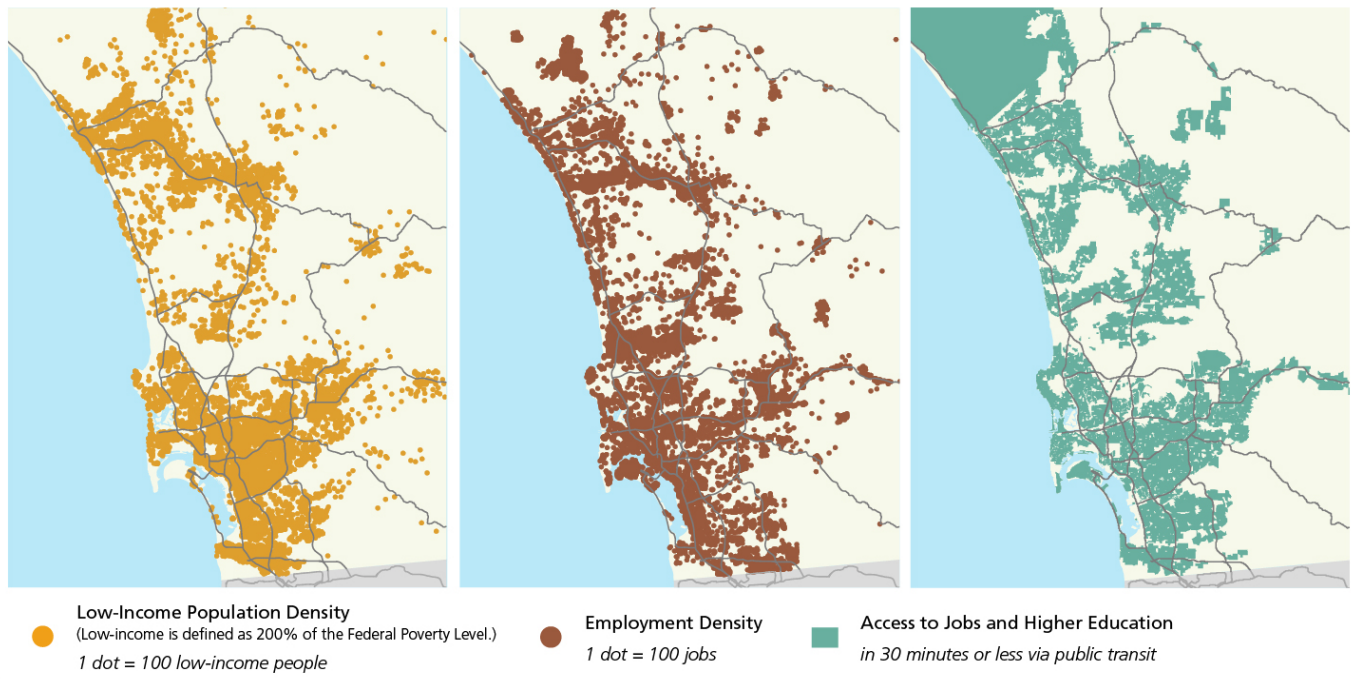 Low-Income Population Density
(Low-income is defined as 200% of the Federal Poverty Level.)
1 dot = 100 low-income people
Employment Density
1 dot = 100 jobs
Access to Jobs and Higher Education
in 30 minutes or less via public transit